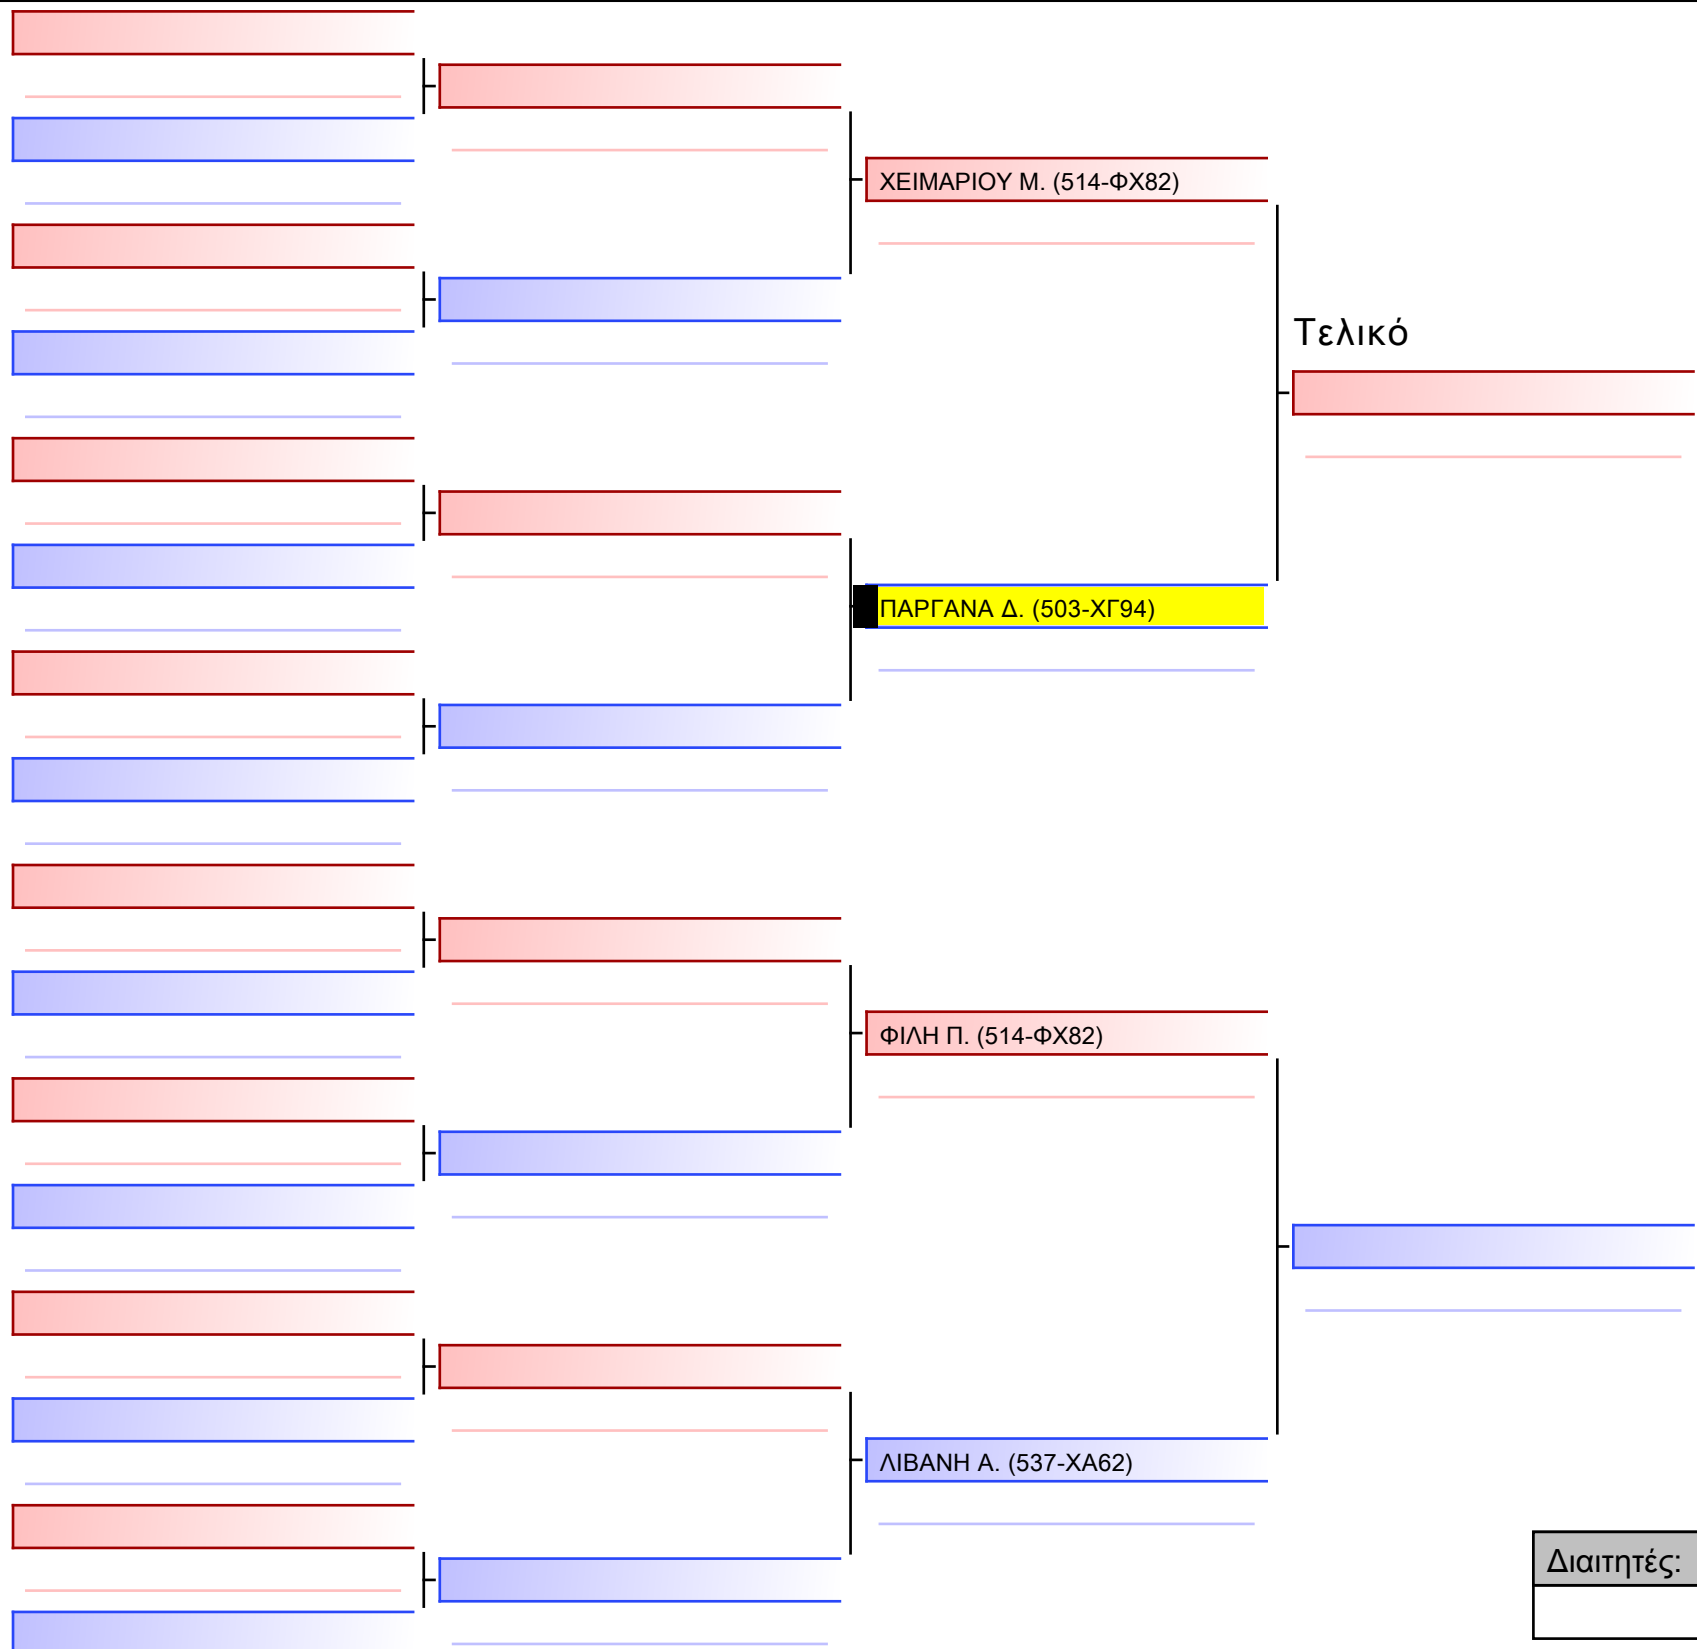 ΧΕΙΜΑΡΙΟΥ Μ. (514-ΦΧ82)
Τελικό
ΠΑΡΓΑΝΑ Δ. (503-ΧΓ94)
ΦΙΛΗ Π. (514-ΦΧ82)
ΛΙΒΑΝΗ Α. (537-ΧΑ62)
Διαιτητές: